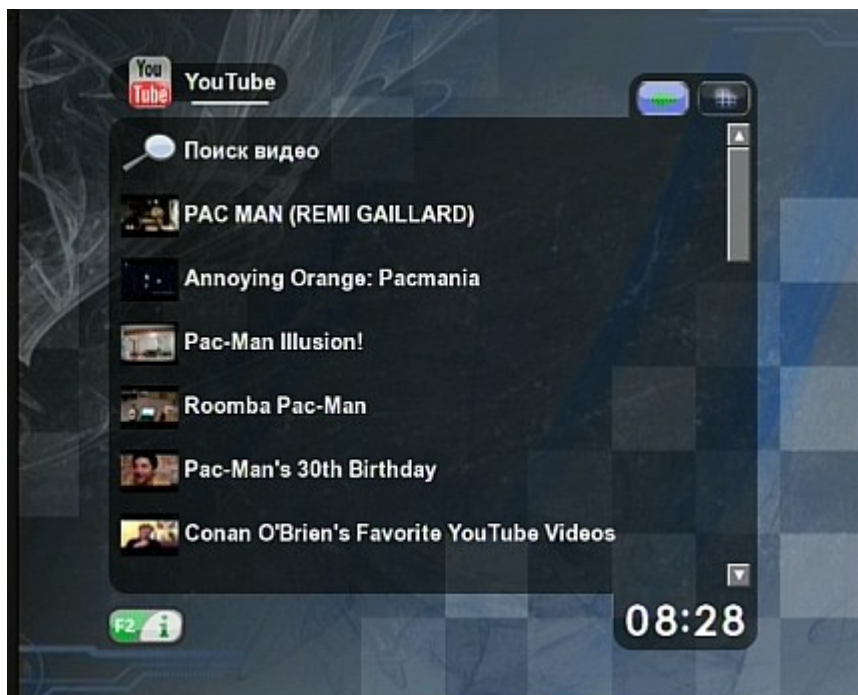 You
Tube
YouTube
Поиск видео
PAC MAN (REMI GAILLARD)
Annoying Orange: Pacmania
Pac-Man Illusion!
Roomba Pac-Man
Pac-Man's 30th Birthday
Conan O'Brien's Favorite YouTube Videos
F2 i
08:28